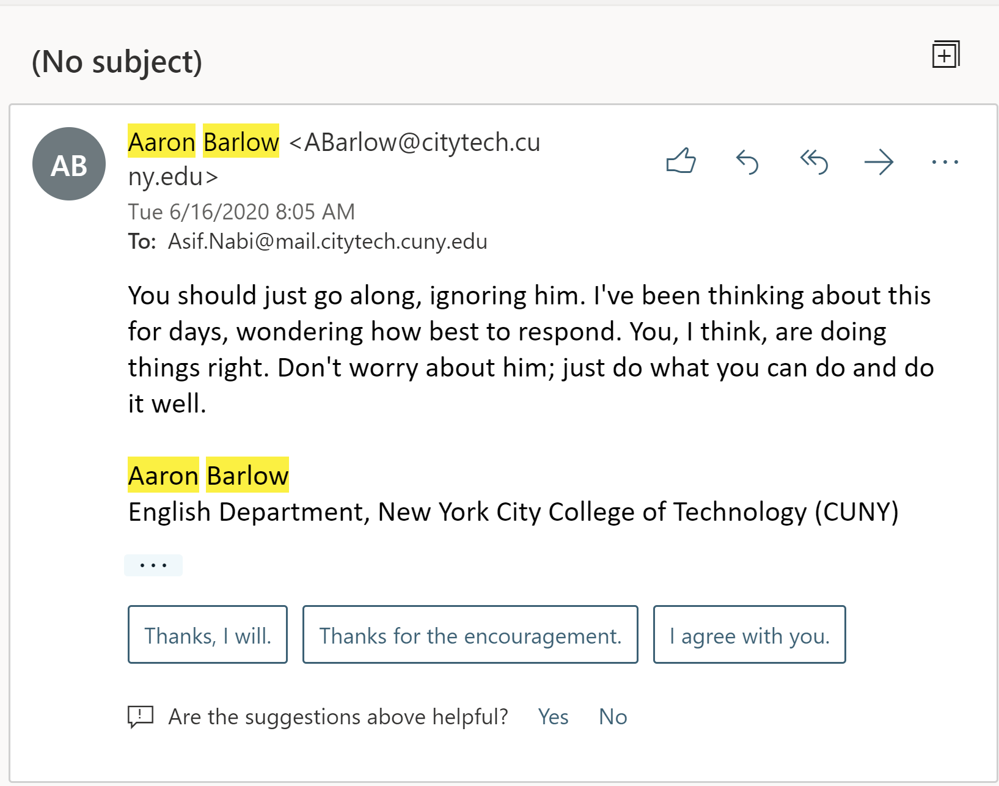 (No subject)
AB
Aaron Barlow <ABarlow@citytech.cu
ny.edu>
Tue 6/16/2020 8:05 AM
To: Asif.Nabi@mail.citytech.cuny.edu
You should just go along, ignoring him. I've been thinking about this
for days, wondering how best to respond. You, I think, are doing
things right. Don't worry about him; just do what you can do and do
it well.
Aaron Barlow
English Department, New York City College of Technology (CUNY)
...
Thanks, I will. Thanks for the encouragement. I agree with you.
Are the suggestions above helpful? Yes No